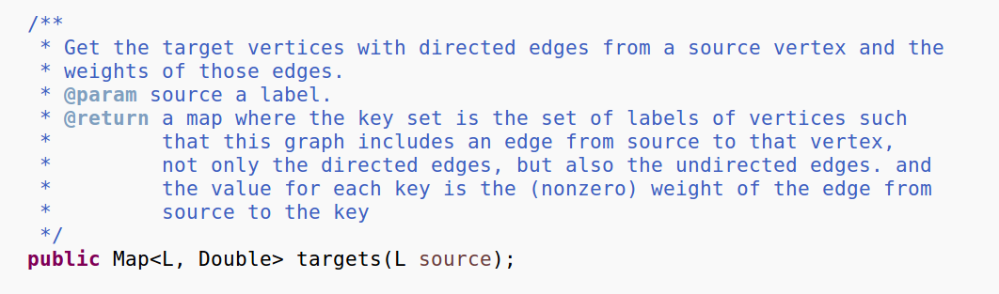 /**
 * Get the target vertices with directed edges from a source vertex and the
 * weights of those edges.
 * @param source a label.
 * @return a map where the key set is the set of labels of vertices such
 *         that this graph includes an edge from source to that vertex,
 *         not only the directed edges, but also the undirected edges. and
 *         the value for each key is the (nonzero) weight of the edge from
 *         source to the key
 */
public Map<L, Double> targets(L source);